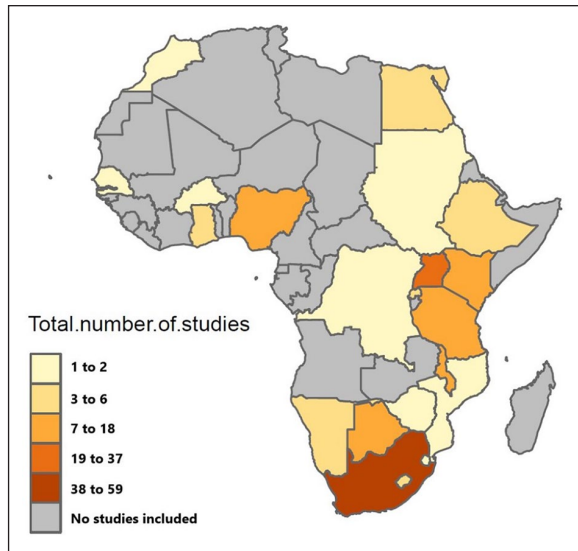 Total.number.of.studies
1 to 2
3 to 6
7 to 18
19 to 37
38 to 59
No studies included